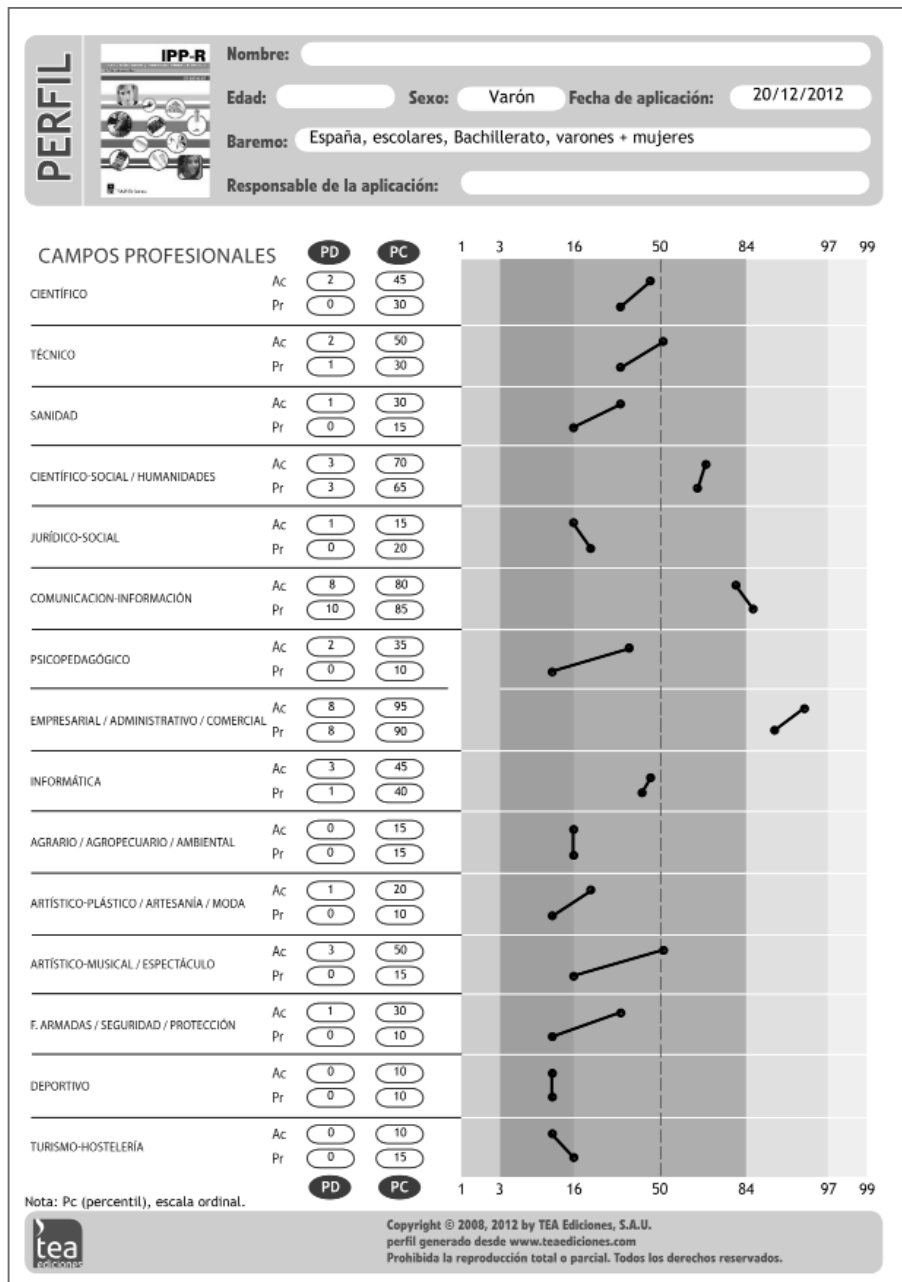 PERFIL
IPP-R
Nombre:
Edad: Sexo: Varón Fecha de aplicación: 20/12/2012
Baremo: España, escolares, Bachillerato, varones + mujeres
Responsable de la aplicación:
CAMPOS PROFESIONALES PD PC 1 3 16 50 84 97 99
CIENTÍFICO
Ac 2 45
Pr 0 30
TÉCNICO
Ac 2 50
Pr 1 30
SANIDAD
Ac 1 30
Pr 0 15
CIENTÍFICO-SOCIAL / HUMANIDADES
Ac 3 70
Pr 3 65
JURÍDICO-SOCIAL
Ac 1 15
Pr 0 20
COMUNICACION-INFORMACIÓN
Ac 8 80
Pr 10 85
PSICOPEDAGÓGICO
Ac 2 35
Pr 0 10
EMPRESARIAL / ADMINISTRATIVO / COMERCIAL
Ac 8 95
Pr 8 90
INFORMÁTICA
Ac 3 45
Pr 1 40
AGRARIO / AGROPECUARIO / AMBIENTAL
Ac 0 15
Pr 0 15
ARTÍSTICO-PLÁSTICO / ARTESANÍA / MODA
Ac 1 20
Pr 0 10
ARTÍSTICO-MUSICAL / ESPECTÁCULO
Ac 3 50
Pr 0 15
F. ARMADAS / SEGURIDAD / PROTECCIÓN
Ac 1 30
Pr 0 10
DEPORTIVO
Ac 0 10
Pr 0 10
TURISMO-HOSTELERÍA
Ac 0 10
Pr 0 15
PD PC 1 3 16 50 84 97 99
Nota: Pc (percentil), escala ordinal.
tea
ediciones
Copyright © 2008, 2012 by TEA Ediciones, S.A.U.
perfil generado desde www.teaediciones.com
Prohibida la reproducción total o parcial. Todos los derechos reservados.